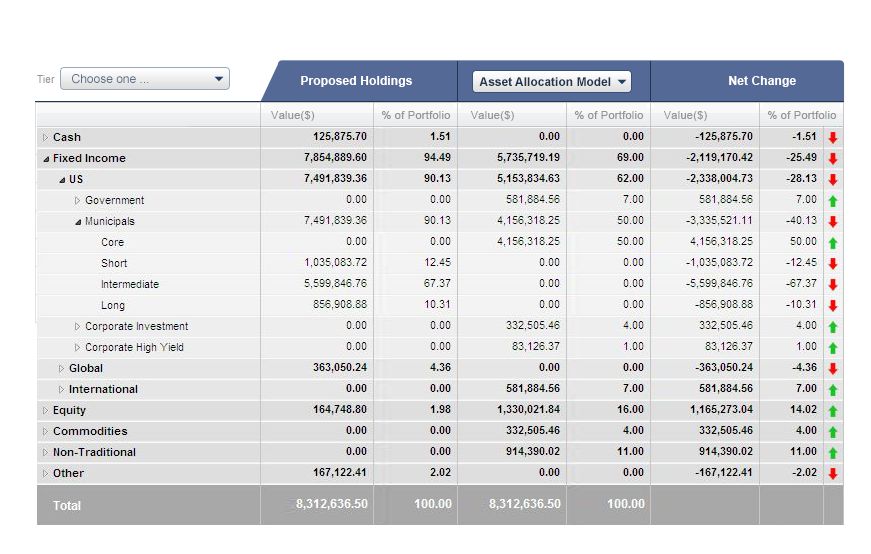 Tier Choose one ... Proposed Holdings Asset Allocation Model Net Change
Value($) % of Portfolio Value($) % of Portfolio Value($) % of Portfolio
Cash 125,875.70 1.51 0.00 0.00 -125,875.70 -1.51
Fixed Income 7,854,889.60 94.49 5,735,719.19 69.00 -2,119,170.42 -25.49
US 7,491,839.36 90.13 5,153,834.63 62.00 -2,338,004.73 -28.13
Government 0.00 0.00 581,884.56 7.00 581,884.56 7.00
Municipals 7,491,839.36 90.13 4,156,318.25 50.00 -3,335,521.11 -40.13
Core 0.00 0.00 4,156,318.25 50.00 4,156,318.25 50.00
Short 1,035,083.72 12.45 0.00 0.00 -1,035,083.72 -12.45
Intermediate 5,599,846.76 67.37 0.00 0.00 -5,599,846.76 -67.37
Long 856,908.88 10.31 0.00 0.00 -856,908.88 -10.31
Corporate Investment 0.00 0.00 332,505.46 4.00 332,505.46 4.00
Corporate High Yield 0.00 0.00 83,126.37 1.00 83,126.37 1.00
Global 363,050.24 4.36 0.00 0.00 -363,050.24 -4.36
International 0.00 0.00 581,884.56 7.00 581,884.56 7.00
Equity 164,748.80 1.98 1,330,021.84 16.00 1,165,273.04 14.02
Commodities 0.00 0.00 332,505.46 4.00 332,505.46 4.00
Non-Traditional 0.00 0.00 914,390.02 11.00 914,390.02 11.00
Other 167,122.41 2.02 0.00 0.00 -167,122.41 -2.02
Total 8,312,636.50 100.00 8,312,636.50 100.00